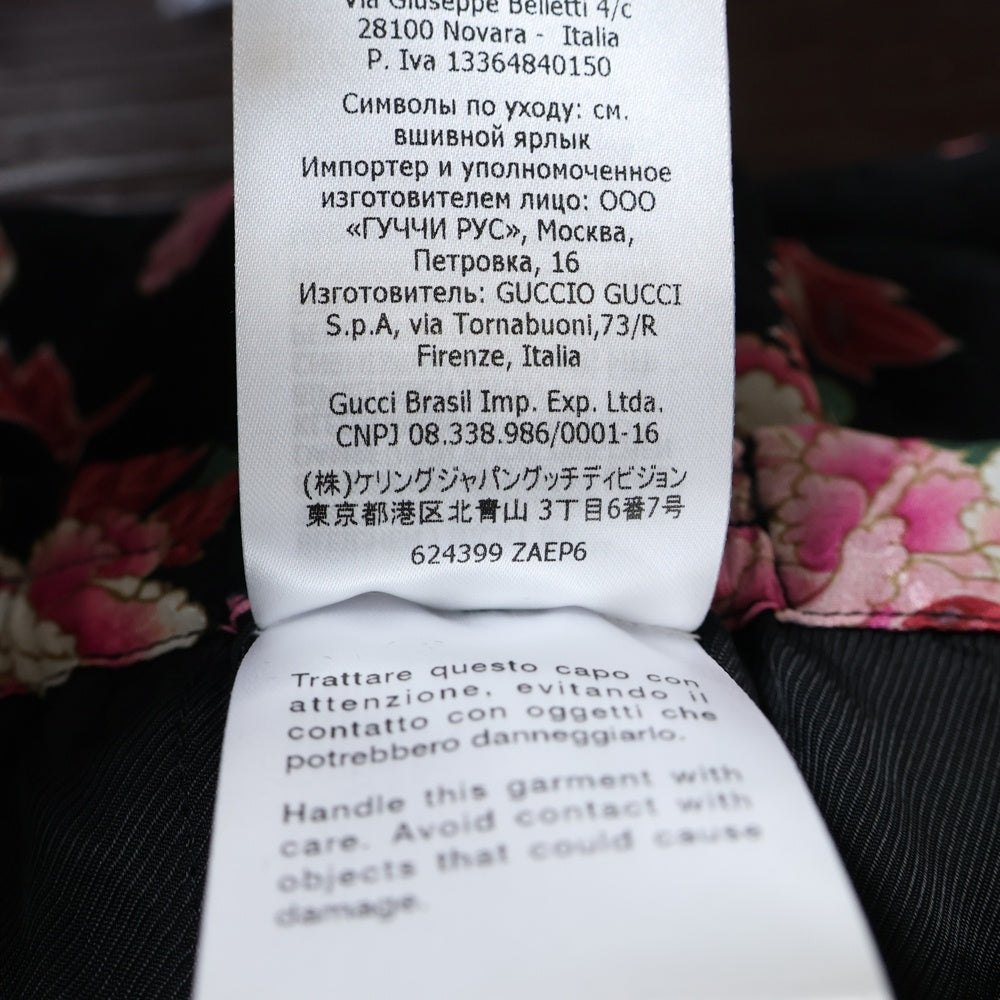 Via Giuseppe Belletti 4/c
28100 Novara - Italia
P. Iva 13364840150
Символы по уходу: см.
вшивной ярлык
Импортер и уполномоченное
изготовителем лицо: ООО
«ГУЧЧИ РУС», Москва,
Петровка, 16
Изготовитель: GUCCIO GUCCI
S.p.A, via Tornabuoni,73/R
Firenze, Italia
Gucci Brasil Imp. Exp. Ltda.
CNPJ 08.338.986/0001-16
(株)ケリングジャパングッチディビジョン
東京都港区北青山 3丁目6番7号
624399 ZAEP6
Trattare questo capo con
attenzione, evitando il
contatto con oggetti che
potrebbero danneggiarlo.
Handle this garment with
care. Avoid contact with
objects that could cause
damage.